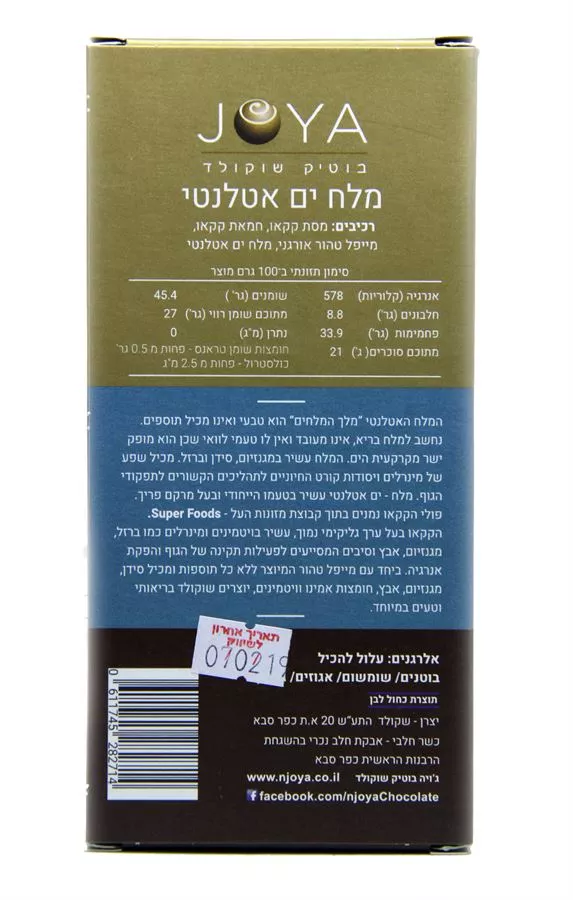 JOYA
בוטיק שוקולד
מלח ים אטלנטי
רכיבים: מסת קקאו, חמאת קקאו,
מייפל טהור אורגני, מלח ים אטלנטי
סימון תזונתי ב־100 גרם מוצר
אנרגיה (קלוריות) 578 שומנים (גר') 45.4
חלבונים (גר') 8.8 מתוכם שומן רווי (גר') 27
פחמימות (גר') 33.9 נתרן (מ"ג) 0
מתוכם סוכרים( ג') 21 חומצות שומן טראנס - פחות מ 0.5 גר'
כולסטרול - פחות מ 2.5 מ"ג
המלח האטלנטי "מלך המלחים" הוא טבעי ואינו מכיל תוספים.
נחשב למלח בריא, אינו מעובד ואין לו טעמי לוואי שכן הוא מופק
ישר מקרקעית הים. המלח עשיר במגנזיום, סידן וברזל. מכיל שפע
של מינרלים ויסודות קורט החיוניים לתהליכים הקשורים לתפקודי
הגוף. מלח - ים אטלנטי עשיר בטעמו הייחודי ובעל מרקם פריך.
פולי הקקאו נמנים בתוך קבוצת מזונות העל - Super Foods.
הקקאו בעל ערך גליקימי נמוך, עשיר בויטמינים ומינרלים כמו ברזל,
מגנזיום, אבץ וסיבים המסייעים לפעילות תקינה של הגוף והפקת
אנרגיה. ביחד עם מייפל טהור המיוצר ללא כל תוספות ומכיל סידן,
מגנזיום, אבץ, חומצות אמינו וויטמינים, יוצרים שוקולד בריאותי
וטעים במיוחד.
תאריך אחרון
לשיווק
070219
אלרגנים: עלול להכיל
בוטנים/ שומשום/ אגוזים/
תוצרת כחול לבן
יצרן - שקולד התע"ש 20 א.ת כפר סבא
כשר חלבי - אבקת חלב נכרי בהשגחת
הרבנות הראשית כפר סבא
ג'ויה בוטיק שוקולד www.njoya.co.il
facebook.com/njoyaChocolate
0 611745 282714